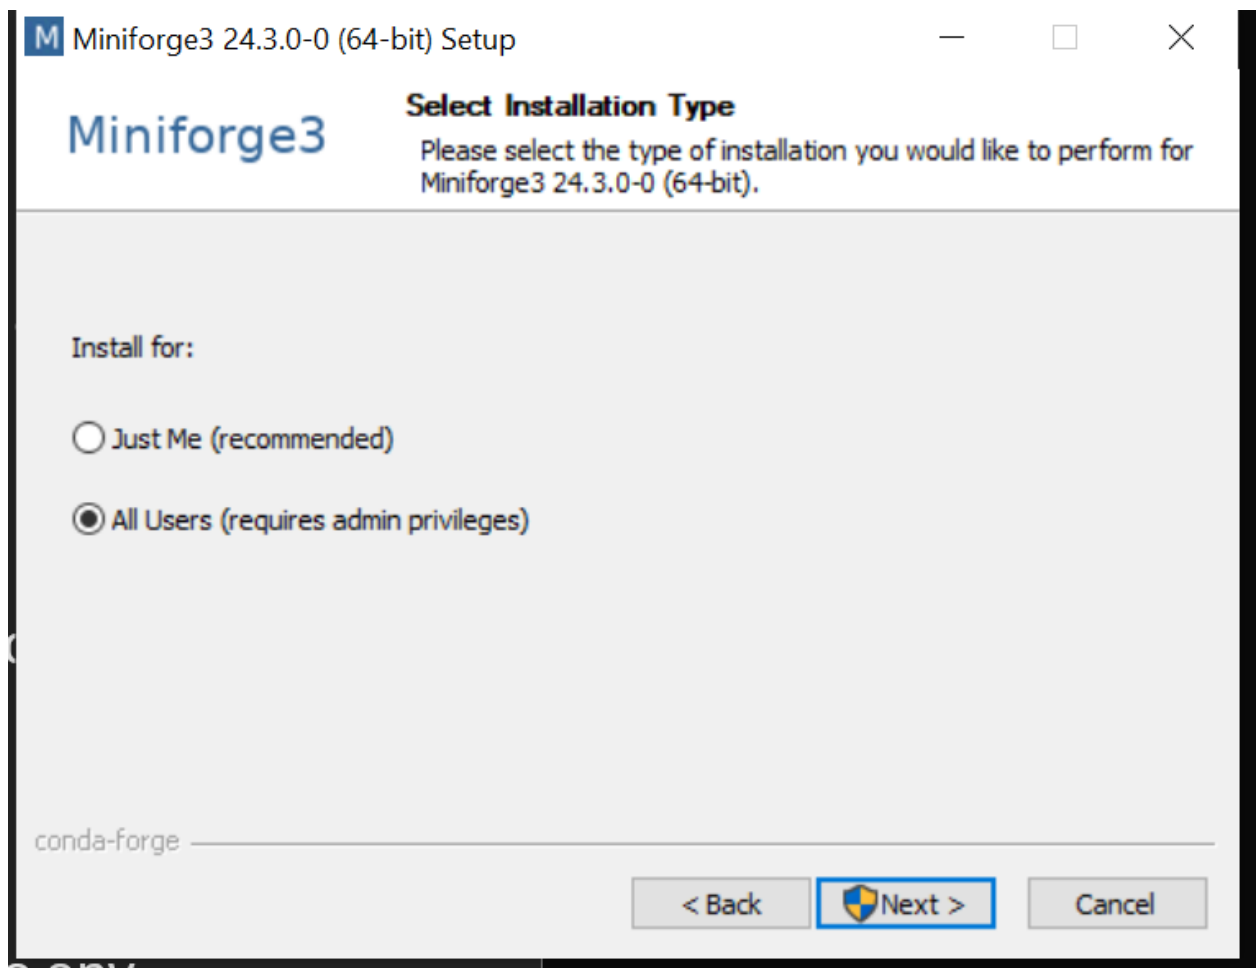 M Miniforge3 24.3.0-0 (64-bit) Setup
Miniforge3
Select Installation Type
Please select the type of installation you would like to perform for
Miniforge3 24.3.0-0 (64-bit).
Install for:
Just Me (recommended)
All Users (requires admin privileges)
conda-forge
< Back
Next >
Cancel